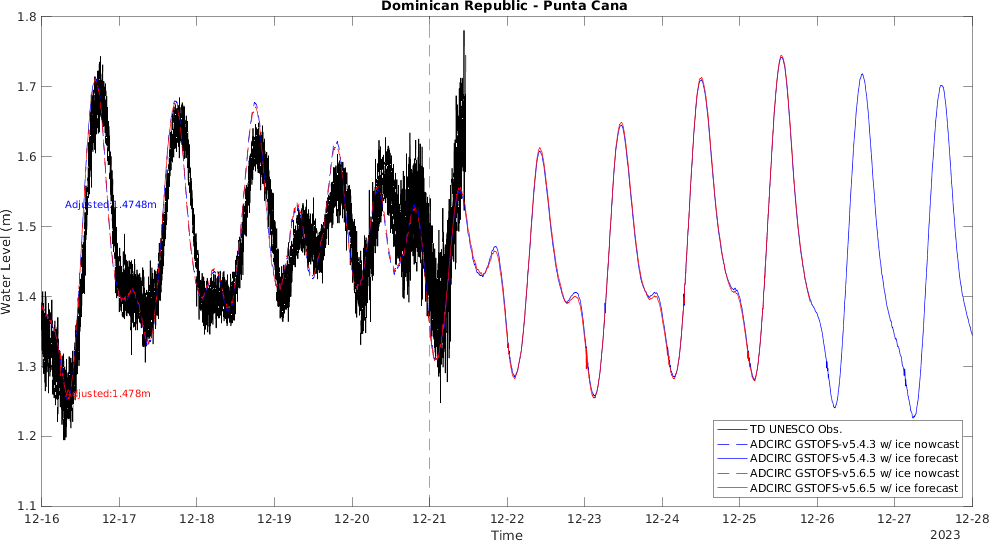 Dominican Republic - Punta Cana
1.8
1.7
1.6
1.5
1.4
1.3
1.2
1.1
Water Level (m)
Adjusted:1.4748m
Adjusted:1.478m
TD UNESCO Obs.
ADCIRC GSTOFS-v5.4.3 w/ ice nowcast
ADCIRC GSTOFS-v5.4.3 w/ ice forecast
ADCIRC GSTOFS-v5.6.5 w/ ice nowcast
ADCIRC GSTOFS-v5.6.5 w/ ice forecast
12-16 12-17 12-18 12-19 12-20 12-21 12-22 12-23 12-24 12-25 12-26 12-27 12-28
Time
2023